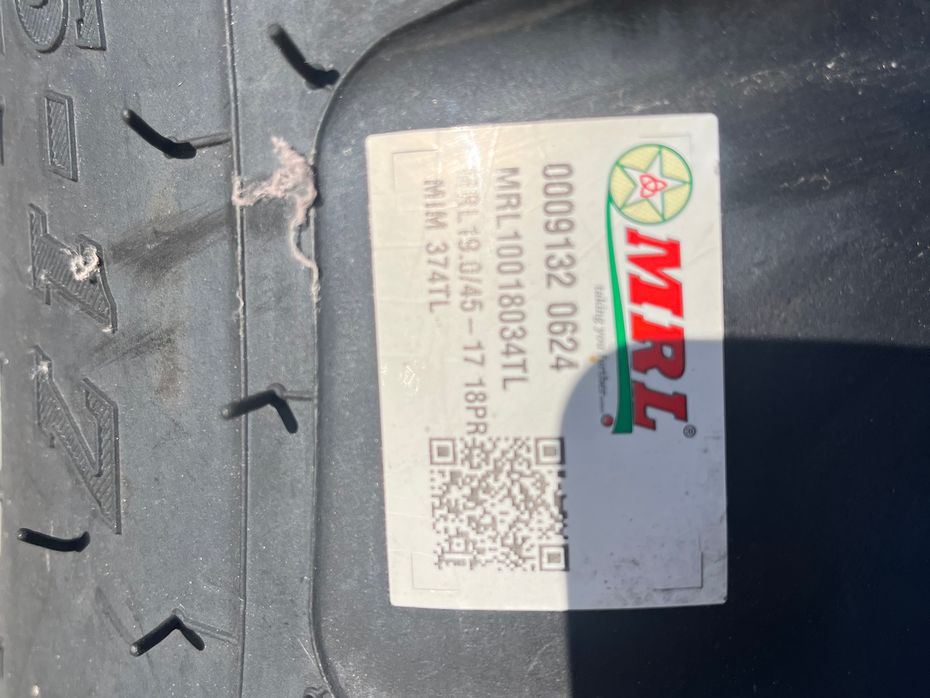 MRL®
taking you further
0009132 0624
MRL10018034TL
MRL19.0/45-17 18PR
MIM 374TL